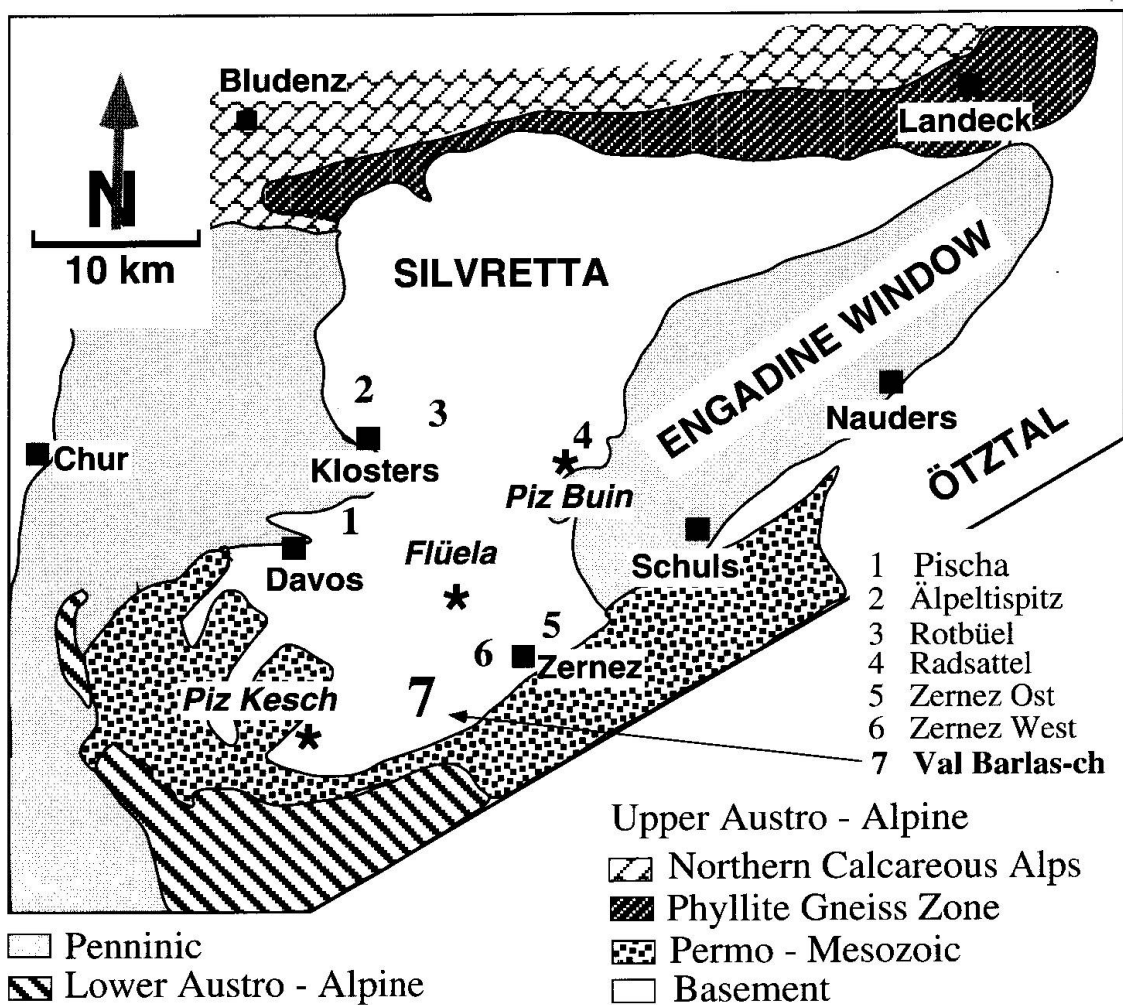 Bludenz
Landeck
N
10 km
SILVRETTA
ENGADINE WINDOW
2
3
4
Nauders
Chur
Klosters
Piz Buin
ÖTZTAL
1
Davos
Flüela
Schuls
5
6
Zernez
Piz Kesch
7
1 Pischa
2 Älpeltispitz
3 Rotbüel
4 Radsattel
5 Zernez Ost
6 Zernez West
7 Val Barlas-ch
Upper Austro - Alpine
Northern Calcareous Alps
Phyllite Gneiss Zone
Permo - Mesozoic
Basement
Penninic
Lower Austro - Alpine